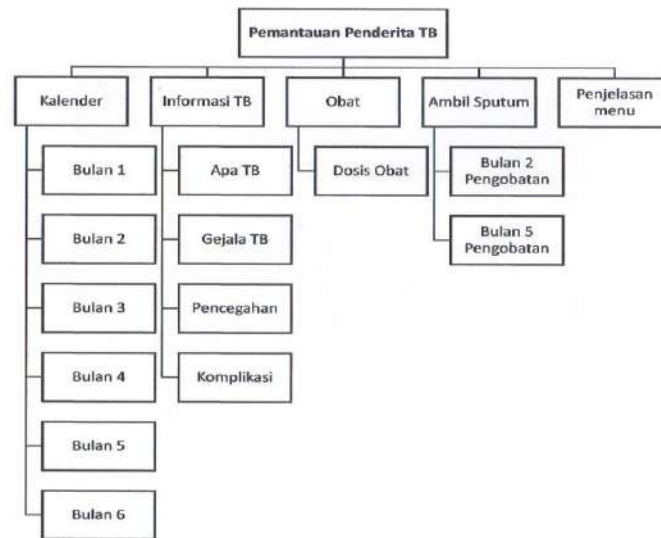 Pemantauan Penderita TB
Kalender
Informasi TB
Obat
Ambil Sputum
Penjelasan
menu
Bulan 1
Bulan 2
Bulan 3
Bulan 4
Bulan 5
Bulan 6
Apa TB
Gejala TB
Pencegahan
Komplikasi
Dosis Obat
Bulan 2
Pengobatan
Bulan 5
Pengobatan